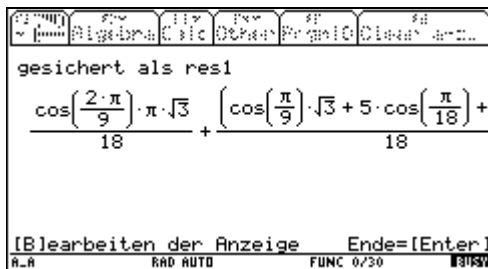 Algebra Calc Other PrgmIO Clean
gesichert als res1
cos(2·π/9)·π·√3/18 + (cos(π/9)·√3 + 5·cos(π/18) + /18
[B]earbeiten der Anzeige Ende=[Enter]
A_A RAD AUTO FUNC 0/30 BUSY